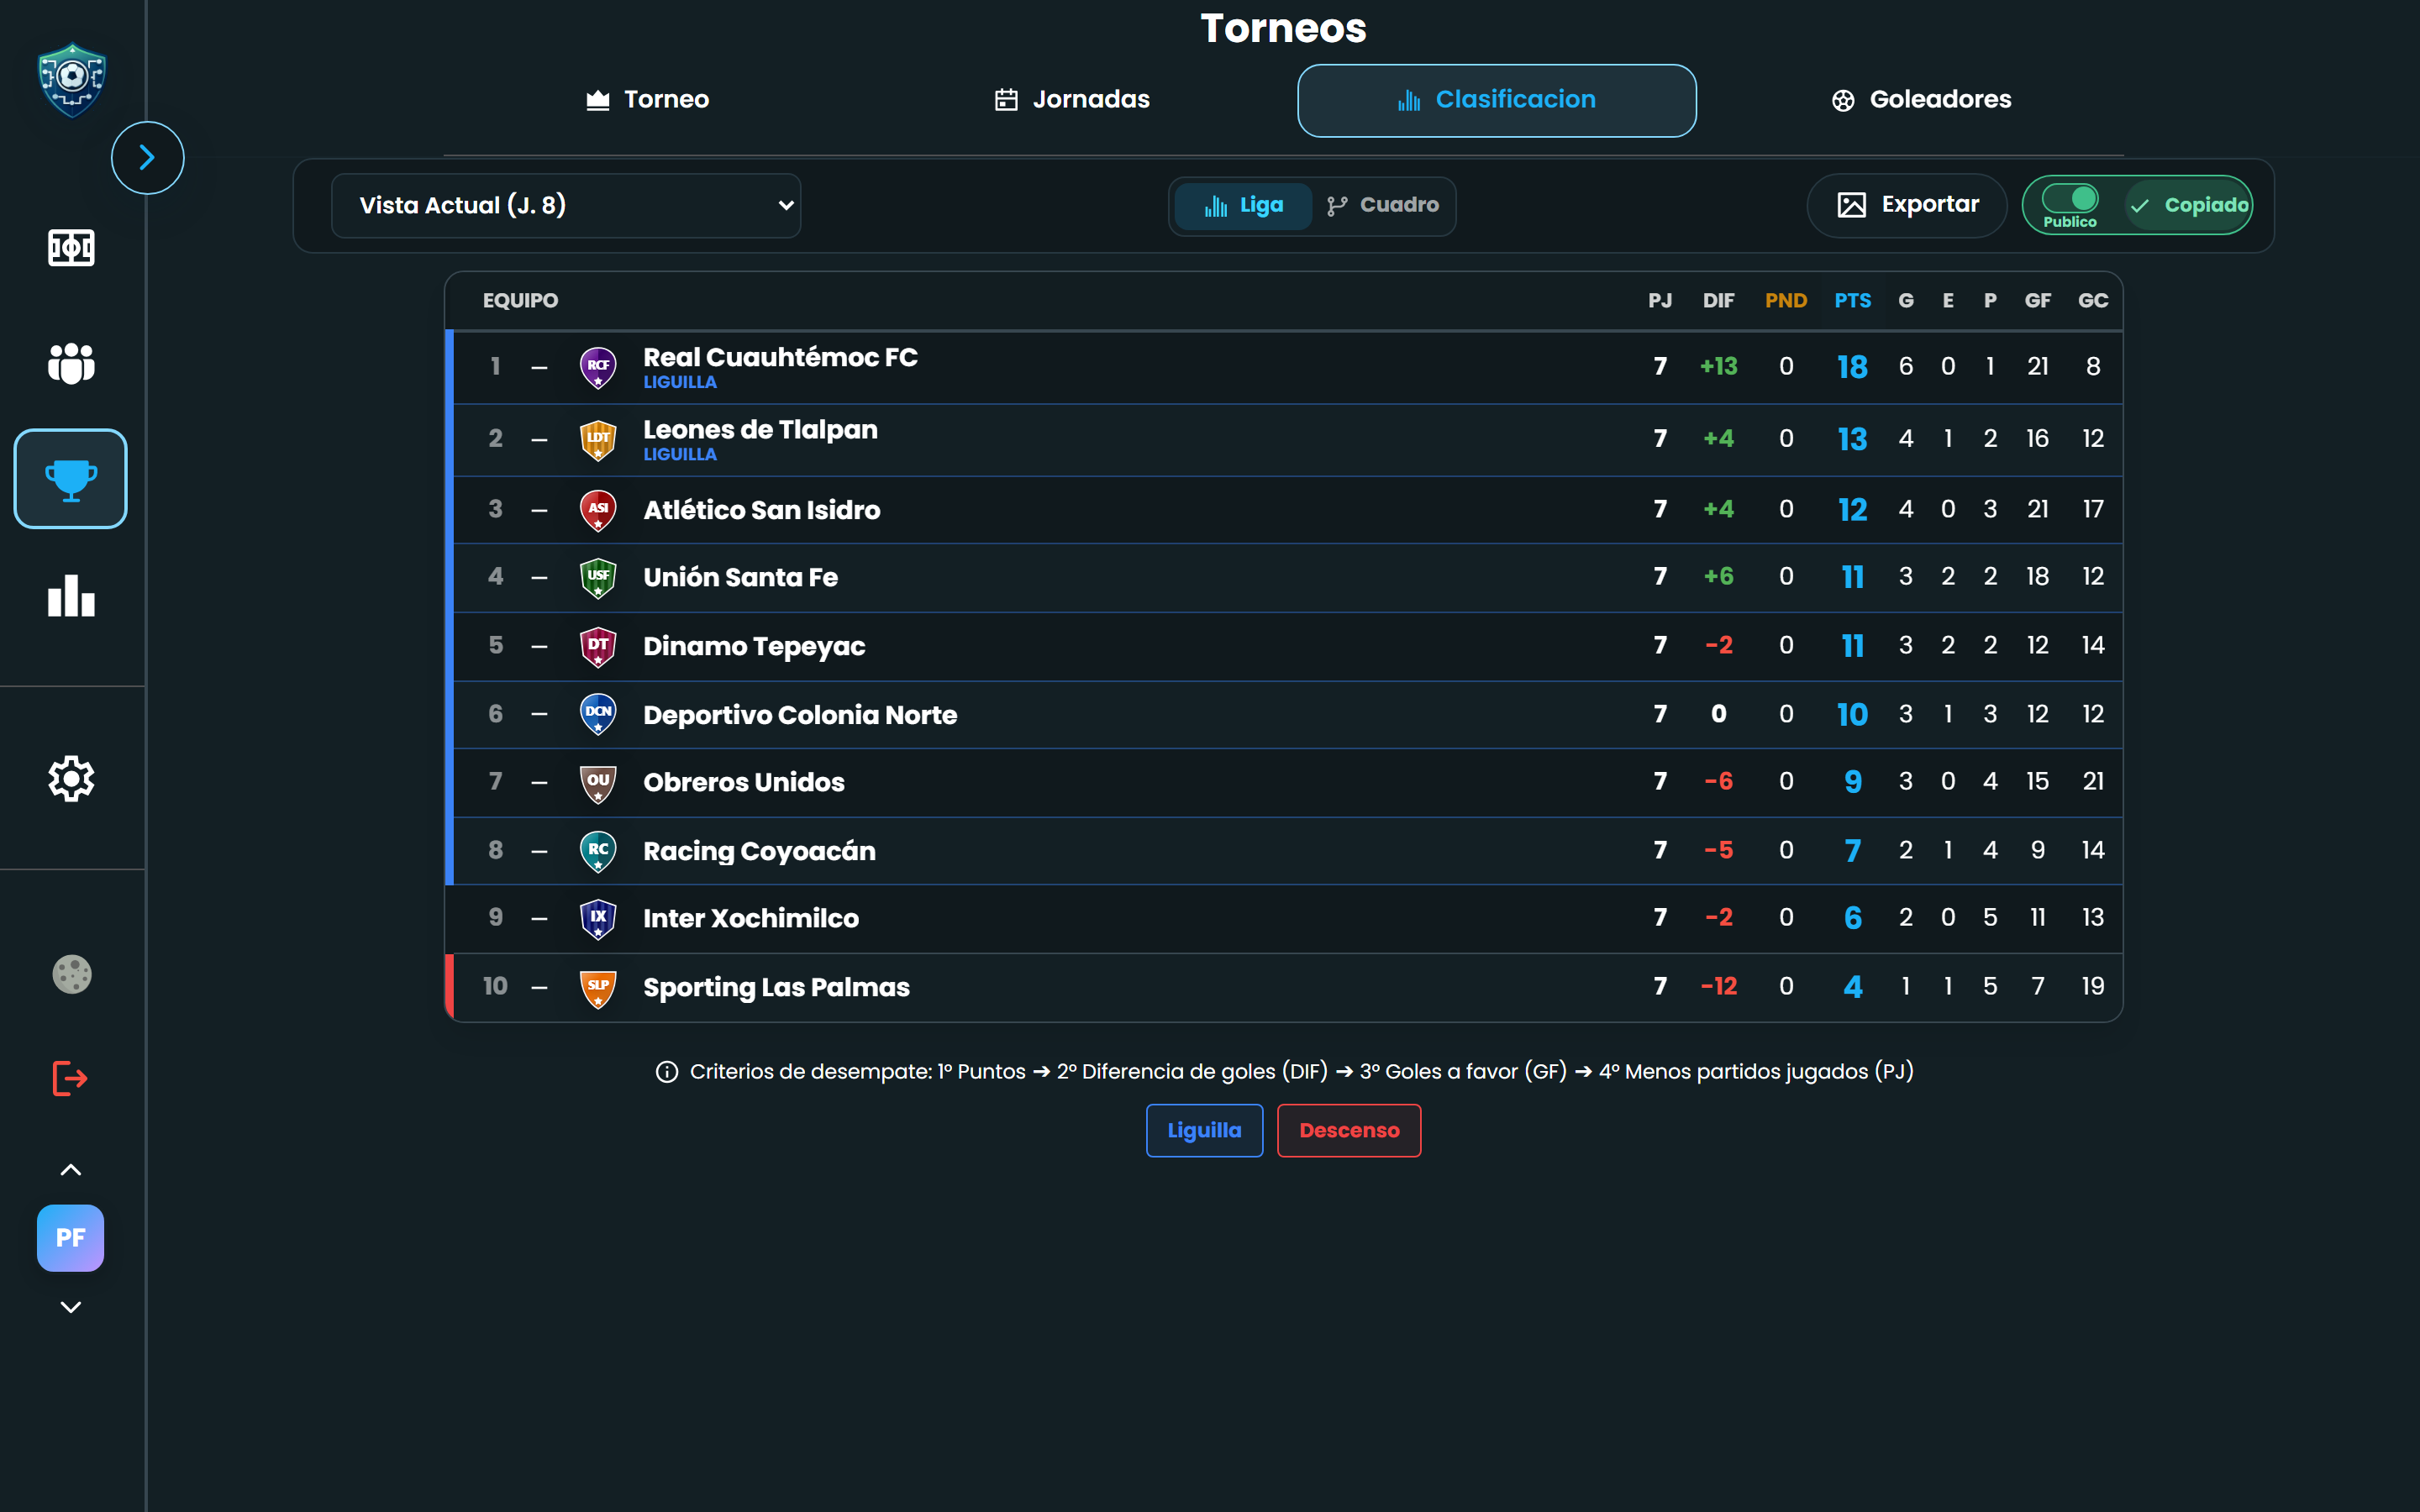 Torneos
Torneo Jornadas Clasificacion Goleadores
Vista Actual (J. 8) Liga Cuadro Exportar Publico Copiado
EQUIPO PJ DIF PND PTS G E P GF GC
1 — RCF Real Cuauhtémoc FC 7 +13 0 18 6 0 1 21 8
LIGUILLA
2 — LDT Leones de Tlalpan 7 +4 0 13 4 1 2 16 12
LIGUILLA
3 — ASI Atlético San Isidro 7 +4 0 12 4 0 3 21 17
4 — USF Unión Santa Fe 7 +6 0 11 3 2 2 18 12
5 — DT Dinamo Tepeyac 7 -2 0 11 3 2 2 12 14
6 — DCN Deportivo Colonia Norte 7 0 0 10 3 1 3 12 12
7 — OU Obreros Unidos 7 -6 0 9 3 0 4 15 21
8 — RC Racing Coyoacán 7 -5 0 7 2 1 4 9 14
9 — IX Inter Xochimilco 7 -2 0 6 2 0 5 11 13
10 — SLP Sporting Las Palmas 7 -12 0 4 1 1 5 7 19
Criterios de desempate: 1º Puntos ➔ 2º Diferencia de goles (DIF) ➔ 3º Goles a favor (GF) ➔ 4º Menos partidos jugados (PJ)
Liguilla Descenso
PF